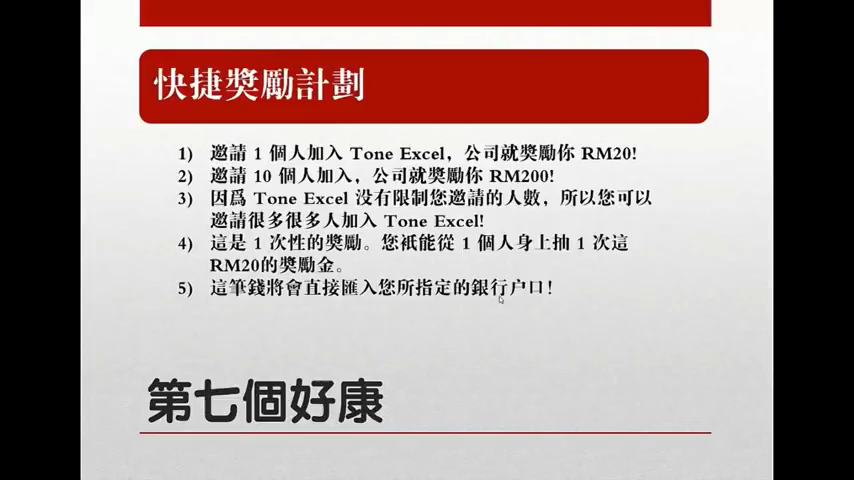 快捷獎勵計劃
1) 邀請 1 個人加入 Tone Excel，公司就獎勵你 RM20!
2) 邀請 10 個人加入，公司就獎勵你 RM200!
3) 因爲 Tone Excel 没有限制您邀請的人數，所以您可以
邀請很多很多人加入 Tone Excel!
4) 這是 1 次性的獎勵。您衹能從 1 個人身上抽 1 次這
RM20的獎勵金。
5) 這筆錢將會直接匯入您所指定的銀行户口!
第七個好康